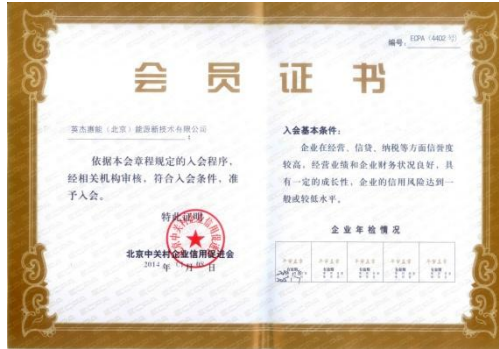 编号: ECPA (4402 号)
会员证书
英杰惠能（北京）能源新技术有限公司
依据本会章程规定的入会程序，
经相关机构审核，符合入会条件，准
予入会。
特此证明
北京中关村企业信用促进会
2012 年 月 日
入会基本条件：
企业在经营、信贷、纳税等方面信誉度
较高，经营业绩和企业财务状况良好，具
有一定的成长性，企业的信用风险达到一
般或较低水平。
企业年检情况